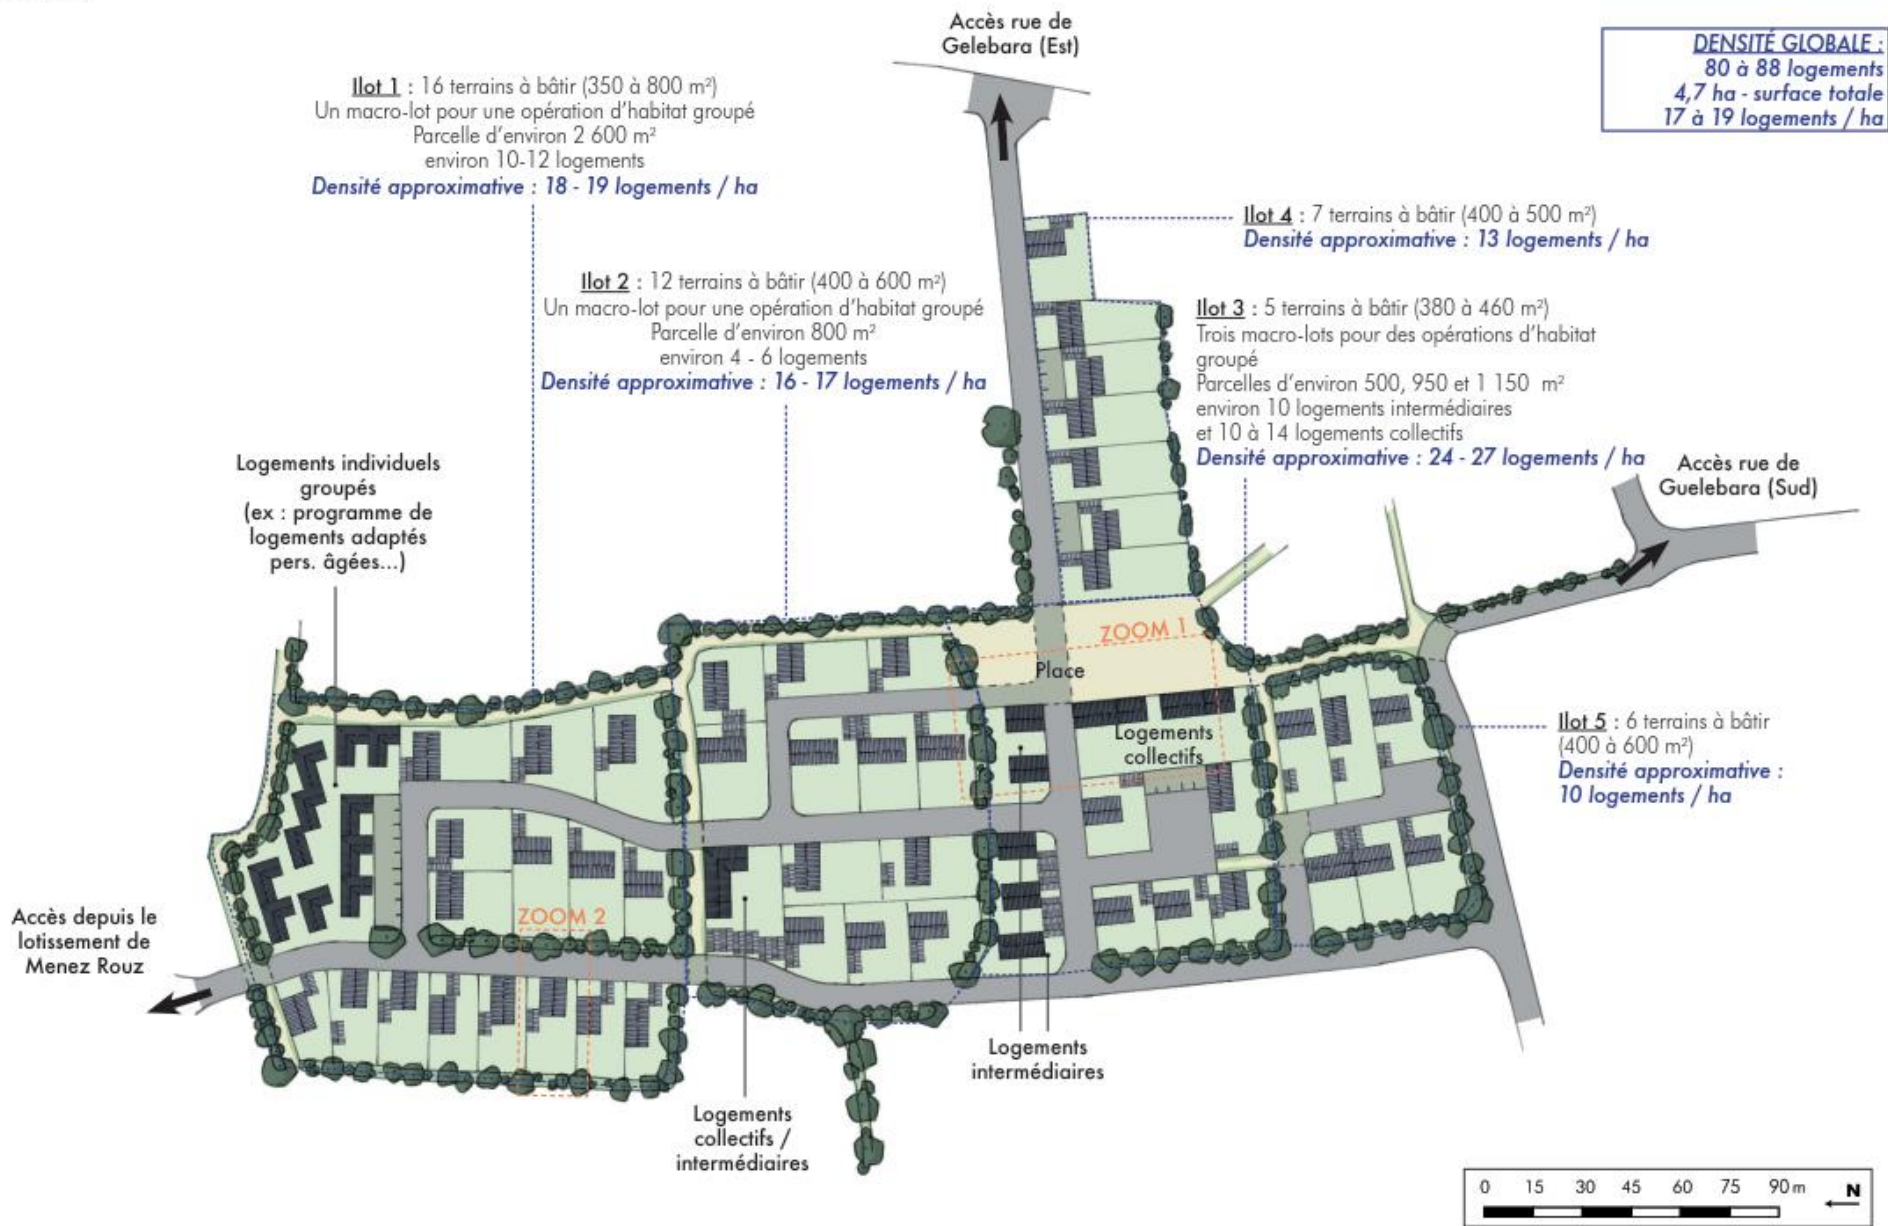 Accès rue de
Gelebara (Est)
DENSITÉ GLOBALE :
80 à 88 logements
4,7 ha - surface totale
17 à 19 logements / ha
Ilot 1 : 16 terrains à bâtir (350 à 800 m²)
Un macro-lot pour une opération d'habitat groupé
Parcelle d'environ 2 600 m²
environ 10-12 logements
Densité approximative : 18 - 19 logements / ha
Ilot 4 : 7 terrains à bâtir (400 à 500 m²)
Densité approximative : 13 logements / ha
Ilot 2 : 12 terrains à bâtir (400 à 600 m²)
Un macro-lot pour une opération d'habitat groupé
Parcelle d'environ 800 m²
environ 4 - 6 logements
Densité approximative : 16 - 17 logements / ha
Ilot 3 : 5 terrains à bâtir (380 à 460 m²)
Trois macro-lots pour des opérations d'habitat
groupé
Parcelles d'environ 500, 950 et 1 150 m²
environ 10 logements intermédiaires
et 10 à 14 logements collectifs
Densité approximative : 24 - 27 logements / ha
Logements individuels
groupés
(ex : programme de
logements adaptés
pers. âgées...)
Accès rue de
Guelebara (Sud)
ZOOM 1
Place
Logements
collectifs
Ilot 5 : 6 terrains à bâtir
(400 à 600 m²)
Densité approximative :
10 logements / ha
ZOOM 2
Accès depuis le
lotissement de
Menez Rouz
Logements
intermédiaires
Logements
collectifs /
intermédiaires
0 15 30 45 60 75 90 m
N